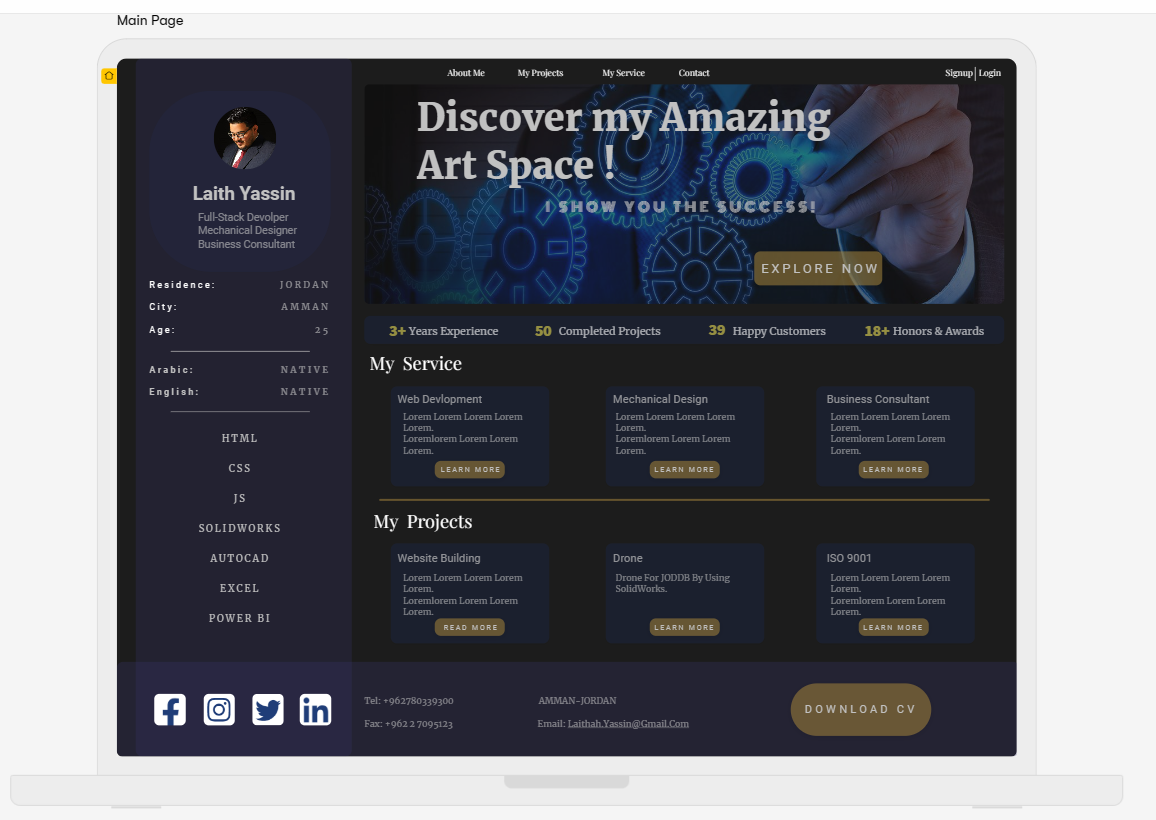 Main Page
About Me My Projects My Service Contact Signup Login
Discover my Amazing
Art Space !
I SHOW YOU THE SUCCESS!
EXPLORE NOW
Laith Yassin
Full-Stack Devolper
Mechanical Designer
Business Consultant
Residence: JORDAN
City: AMMAN
Age: 25
Arabic: NATIVE
English: NATIVE
HTML
CSS
JS
SOLIDWORKS
AUTOCAD
EXCEL
POWER BI
3+ Years Experience 50 Completed Projects 39 Happy Customers 18+ Honors & Awards
My Service
Web Devlopment
Lorem Lorem Lorem Lorem
Lorem.
Loremlorem Lorem Lorem
Lorem.
LEARN MORE
Mechanical Design
Lorem Lorem Lorem Lorem
Lorem.
Loremlorem Lorem Lorem
Lorem.
LEARN MORE
Business Consultant
Lorem Lorem Lorem Lorem
Lorem.
Loremlorem Lorem Lorem
Lorem.
LEARN MORE
My Projects
Website Building
Lorem Lorem Lorem Lorem
Lorem.
Loremlorem Lorem Lorem
Lorem.
READ MORE
Drone
Drone For JODDB By Using
SolidWorks.
LEARN MORE
ISO 9001
Lorem Lorem Lorem Lorem
Lorem.
Loremlorem Lorem Lorem
Lorem.
LEARN MORE
Tel: +962780339300 AMMAN-JORDAN
Fax: +962 2 7095123 Email: Laithah.Yassin@Gmail.Com
DOWNLOAD CV